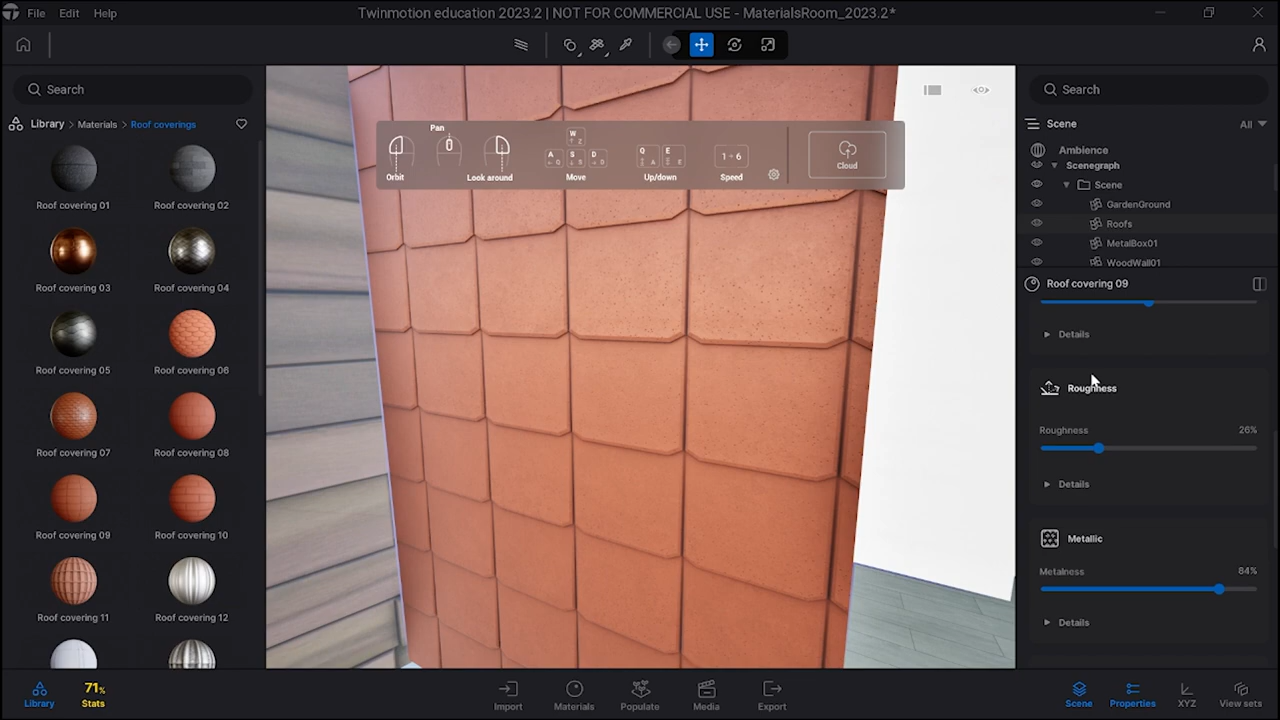 File Edit Help
Twinmotion education 2023.2 | NOT FOR COMMERCIAL USE - MaterialsRoom_2023.2*
Search
Library > Materials > Roof coverings
Roof covering 01
Roof covering 02
Roof covering 03
Roof covering 04
Roof covering 05
Roof covering 06
Roof covering 07
Roof covering 08
Roof covering 09
Roof covering 10
Roof covering 11
Roof covering 12
Orbit
Pan
Look around
W
↑ Z
A
← Q
S
↓ S
D
→ D
Move
Q
↓ A
E
↑ E
Up/down
1→6
Speed
Cloud
Search
Scene
All
Ambience
Scenegraph
Scene
GardenGround
Roofs
MetalBox01
WoodWall01
Roof covering 09
Details
Roughness
Roughness 26%
Details
Metallic
Metalness 84%
Details
Library
71%
Stats
Import
Materials
Populate
Media
Export
Scene
Properties
XYZ
View sets